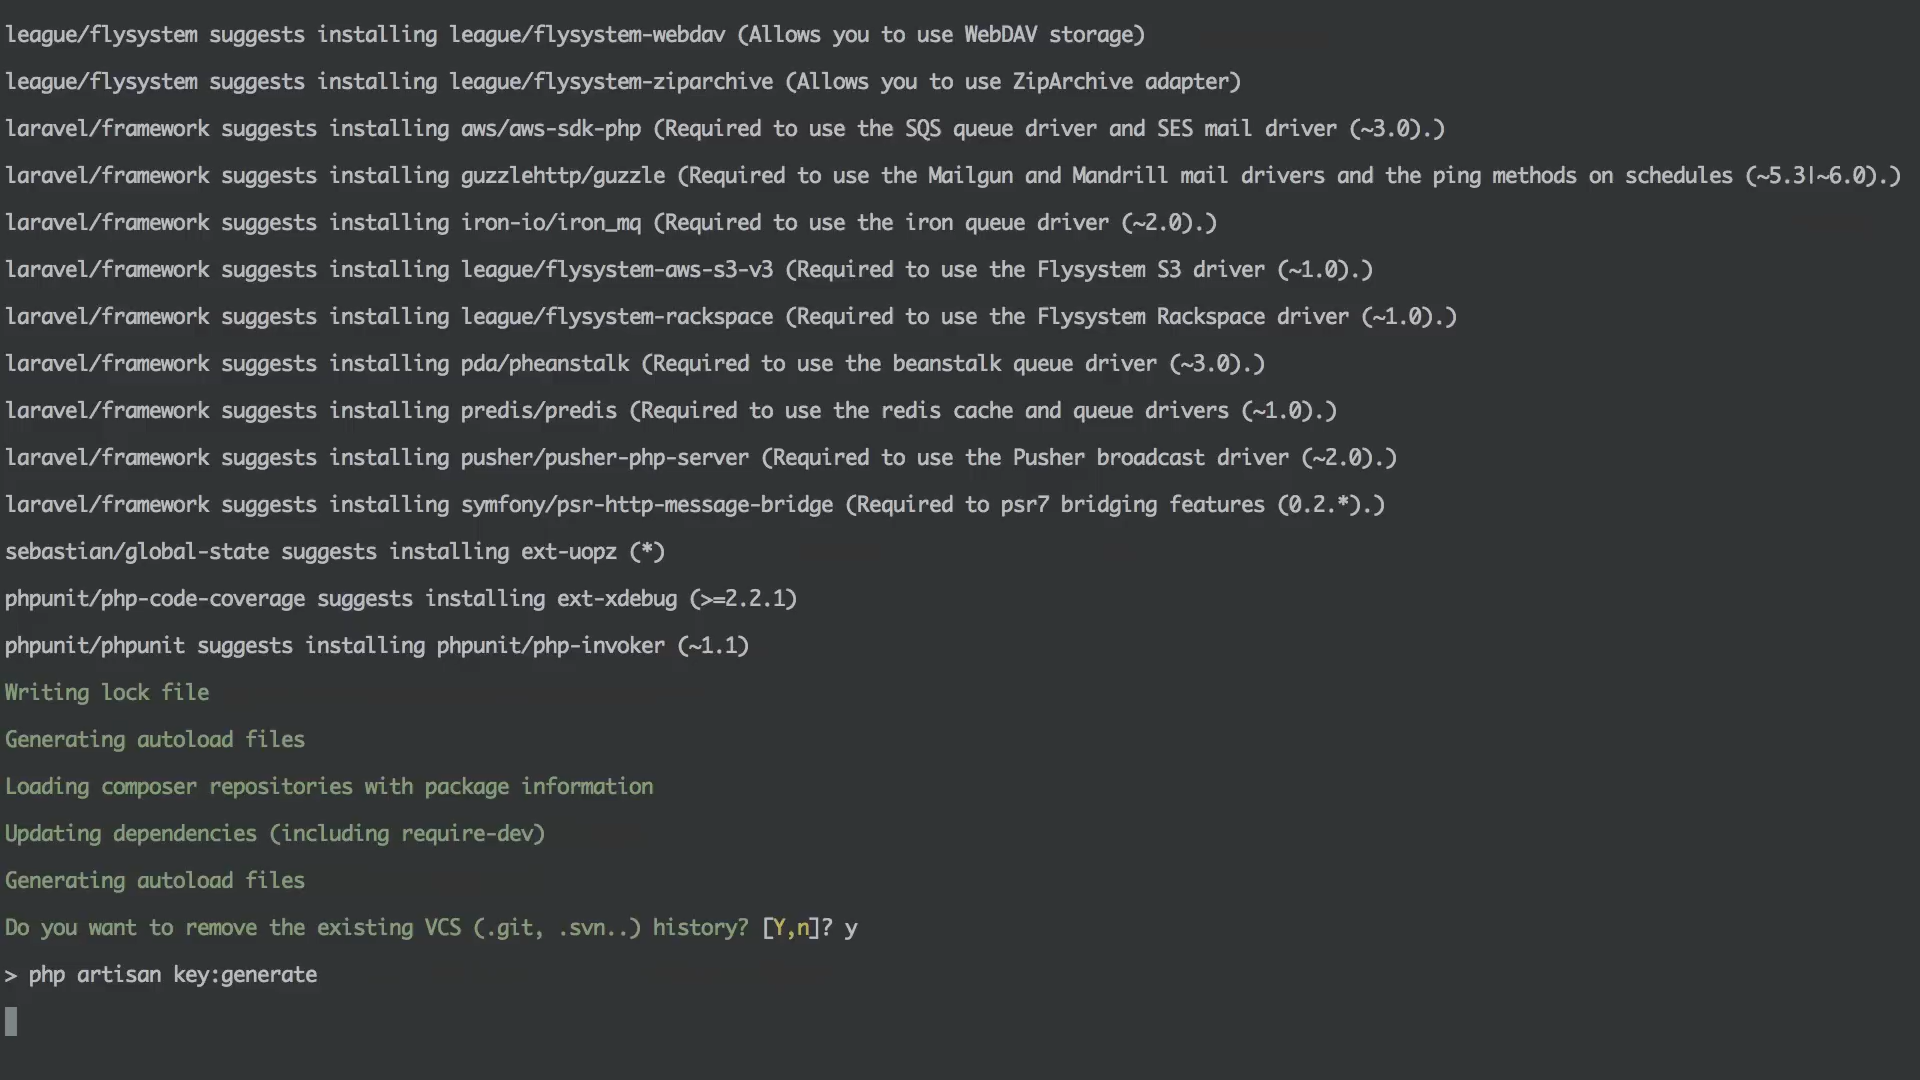 league/flysystem suggests installing league/flysystem-webdav (Allows you to use WebDAV storage)
league/flysystem suggests installing league/flysystem-ziparchive (Allows you to use ZipArchive adapter)
laravel/framework suggests installing aws/aws-sdk-php (Required to use the SQS queue driver and SES mail driver (~3.0).)
laravel/framework suggests installing guzzlehttp/guzzle (Required to use the Mailgun and Mandrill mail drivers and the ping methods on schedules (~5.3|~6.0).)
laravel/framework suggests installing iron-io/iron_mq (Required to use the iron queue driver (~2.0).)
laravel/framework suggests installing league/flysystem-aws-s3-v3 (Required to use the Flysystem S3 driver (~1.0).)
laravel/framework suggests installing league/flysystem-rackspace (Required to use the Flysystem Rackspace driver (~1.0).)
laravel/framework suggests installing pda/pheanstalk (Required to use the beanstalk queue driver (~3.0).)
laravel/framework suggests installing predis/predis (Required to use the redis cache and queue drivers (~1.0).)
laravel/framework suggests installing pusher/pusher-php-server (Required to use the Pusher broadcast driver (~2.0).)
laravel/framework suggests installing symfony/psr-http-message-bridge (Required to psr7 bridging features (0.2.*).)
sebastian/global-state suggests installing ext-uopz (*)
phpunit/php-code-coverage suggests installing ext-xdebug (>=2.2.1)
phpunit/phpunit suggests installing phpunit/php-invoker (~1.1)
Writing lock file
Generating autoload files
Loading composer repositories with package information
Updating dependencies (including require-dev)
Generating autoload files
Do you want to remove the existing VCS (.git, .svn..) history? [Y,n]? y
> php artisan key:generate